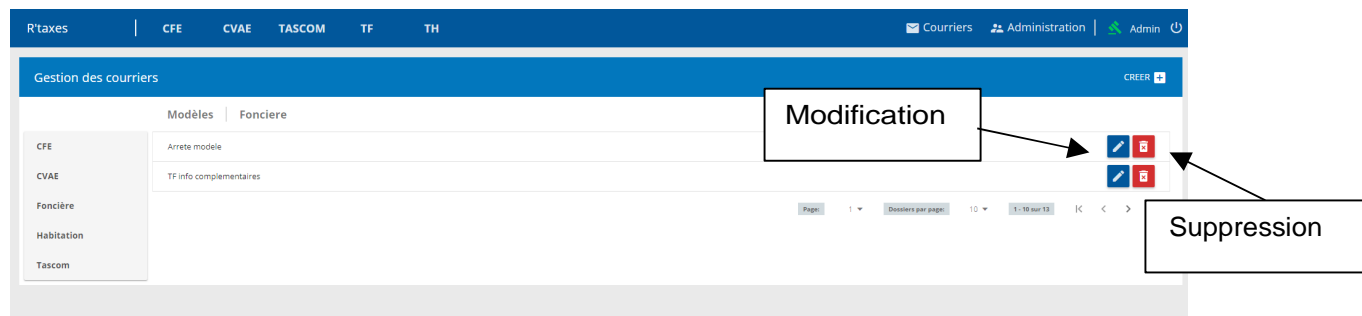 R'taxes CFE CVAE TASCOM TF TH Courriers Administration Admin
Gestion des courriers CREER
Modèles Fonciere
Modification
CFE
Arrete modele
CVAE
TF info complementaires
Foncière
Page: 1 Dossiers par page: 10 1 - 10 sur 13
Suppression
Habitation
Tascom